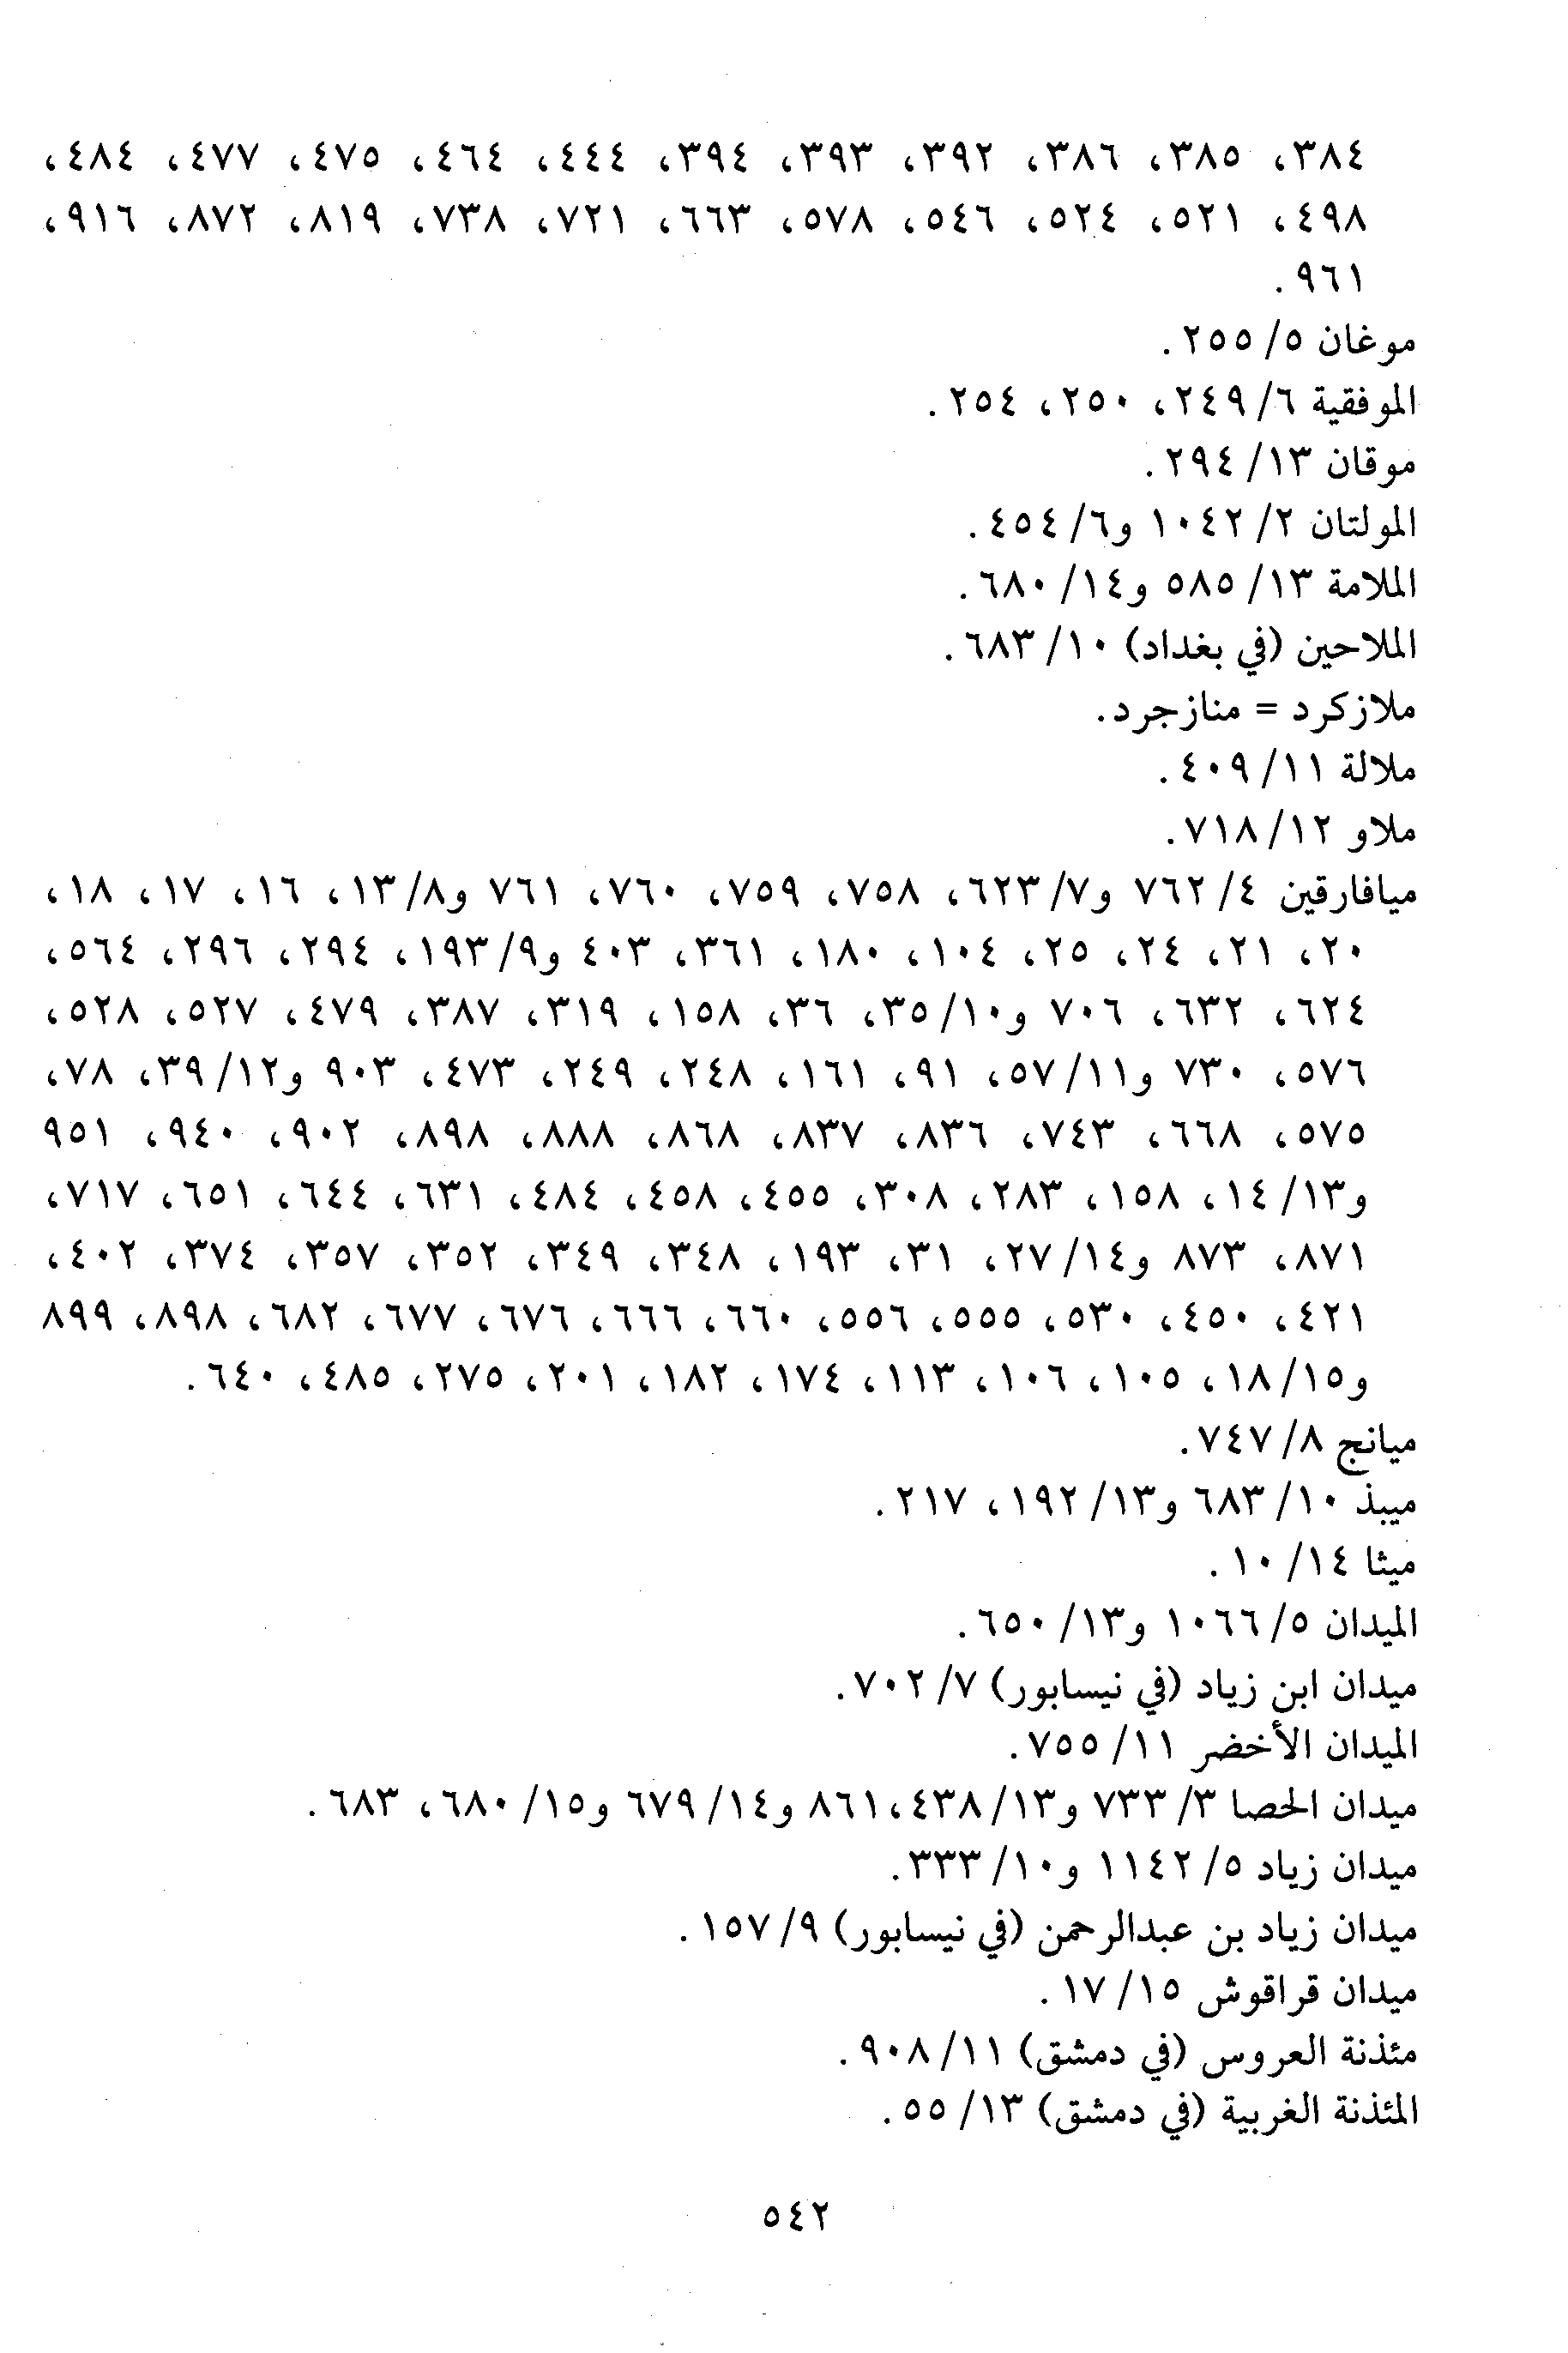 ٣٨٤، ٣٨٥، ٣٨٦، ٣٩٢، ٣٩٣، ٣٩٤، ٤٤٤، ٤٦٤، ٤٧٥، ٤٧٧، ٤٨٤،
٤٩٨، ٥٢١، ٥٢٤، ٥٤٦، ٥٧٨، ٦٦٣، ٧٢١، ٧٣٨، ٨١٩، ٨٧٢، ٩١٦،
٩٦١.
موغان ٥/ ٢٥٥.
الموفقية ٦/ ٢٤٩، ٢٥٠، ٢٥٤.
موقان ١٣/ ٢٩٤.
المولتان ٢/ ١٠٤٢ و٦/ ٤٥٤.
الملامة ١٣/ ٥٨٥ و١٤/ ٦٨٠.
الملاحين (في بغداد) ١٠/ ٦٨٣.
ملازكرد = منازجرد.
ملالة ١١/ ٤٠٩.
ملاو ١٢/ ٧١٨.
ميافارقين ٤/ ٧٦٢ و٧/ ٦٢٣، ٧٥٨، ٧٥٩، ٧٦٠، ٧٦١ و٨/ ١٣، ١٦، ١٧، ١٨،
٢٠، ٢١، ٢٤، ٢٥، ١٠٤، ١٨٠، ٣٦١، ٤٠٣ و٩/ ١٩٣، ٢٩٤، ٢٩٦، ٥٦٤،
٦٢٤، ٦٣٢، ٧٠٦ و١٠/ ٣٥، ٣٦، ١٥٨، ٣١٩، ٣٨٧، ٤٧٩، ٥٢٧، ٥٢٨،
٥٧٦، ٧٣٠ و١١/ ٥٧، ٩١، ١٦١، ٢٤٨، ٢٤٩، ٤٧٣، ٩٠٣ و١٢/ ٣٩، ٧٨،
٥٧٥، ٦٦٨، ٧٤٣، ٨٣٦، ٨٣٧، ٨٦٨، ٨٨٨، ٨٩٨، ٩٠٢، ٩٤٠، ٩٥١
و١٣/ ١٤، ١٥٨، ٢٨٣، ٣٠٨، ٤٥٥، ٤٥٨، ٤٨٤، ٦٣١، ٦٤٤، ٦٥١، ٧١٧،
٨٧١، ٨٧٣ و١٤/ ٢٧، ٣١، ١٩٣، ٣٤٨، ٣٤٩، ٣٥٢، ٣٥٧، ٣٧٤، ٤٠٢،
٤٢١، ٤٥٠، ٥٣٠، ٥٥٥، ٥٥٦، ٦٦٠، ٦٦٦، ٦٧٦، ٦٧٧، ٦٨٢، ٨٩٨، ٨٩٩
و١٥/ ١٨، ١٠٥، ١٠٦، ١١٣، ١٧٤، ١٨٢، ٢٠١، ٢٧٥، ٤٨٥، ٦٤٠.
ميانج ٨/ ٧٤٧.
ميبذ ١٠/ ٦٨٣ و١٣/ ١٩٢، ٢١٧.
ميثا ١٤/ ١٠.
الميدان ٥/ ١٠٦٦ و١٣/ ٦٥٠.
ميدان ابن زياد (في نيسابور) ٧/ ٧٠٢.
الميدان الأخضر ١١/ ٧٥٥.
ميدان الحصا ٣/ ٧٣٣ و١٣/ ٤٣٨، ٨٦١ و١٤/ ٦٧٩ و١٥/ ٦٨٠، ٦٨٣.
ميدان زياد ٥/ ١١٤٢ و١٠/ ٣٣٣.
ميدان زياد بن عبدالرحمن (في نيسابور) ٩/ ١٥٧.
ميدان قراقوش ١٥/ ١٧.
مئذنة العروس (في دمشق) ١١/ ٩٠٨.
المئذنة الغربية (في دمشق) ١٣/ ٥٥.
٥٤٢